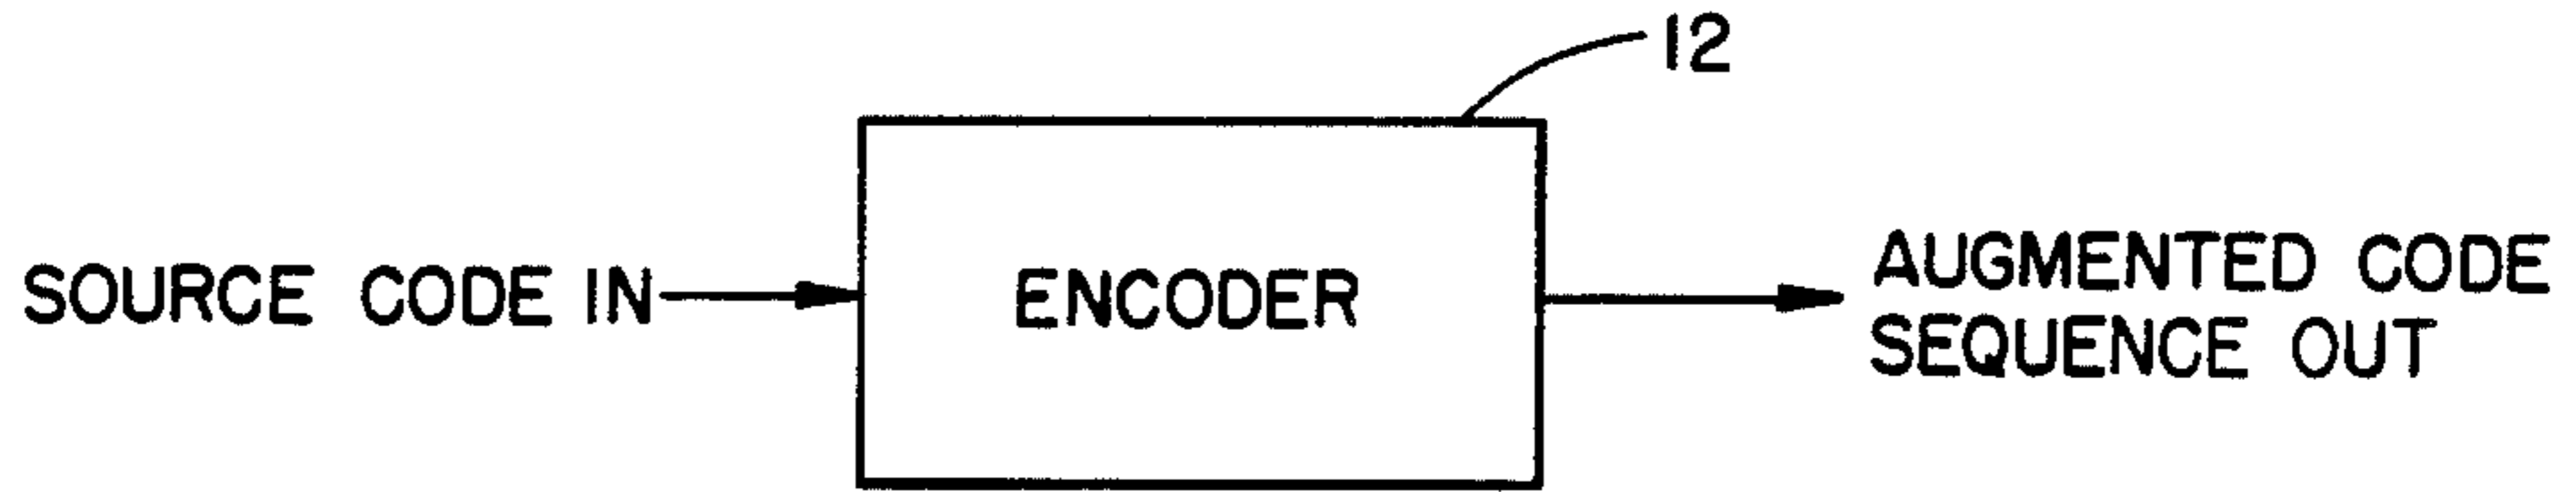 12
SOURCE CODE IN
ENCODER
AUGMENTED CODE
SEQUENCE OUT